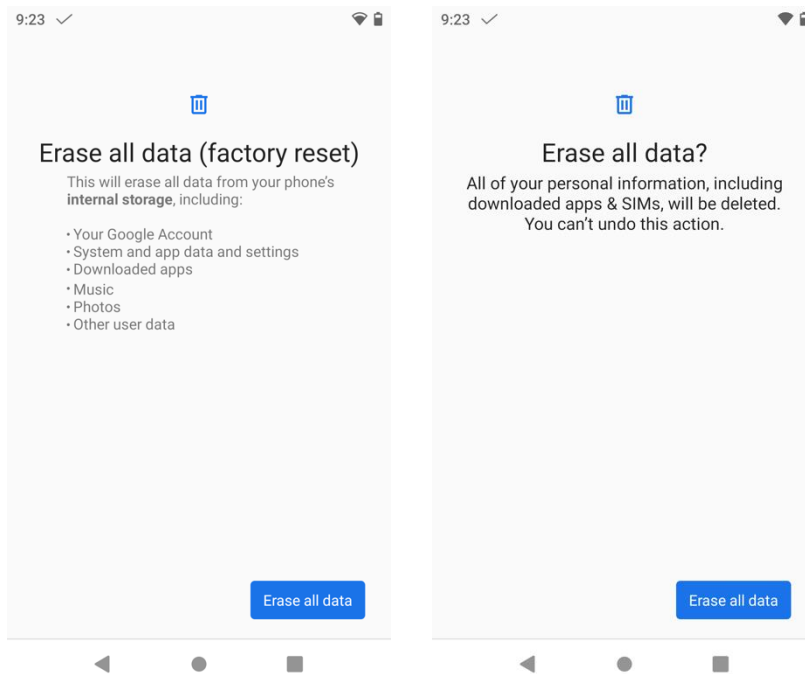 9:23
Erase all data (factory reset)
This will erase all data from your phone's
internal storage, including:
• Your Google Account
• System and app data and settings
• Downloaded apps
• Music
• Photos
• Other user data
Erase all data
9:23
Erase all data?
All of your personal information, including
downloaded apps & SIMs, will be deleted.
You can't undo this action.
Erase all data